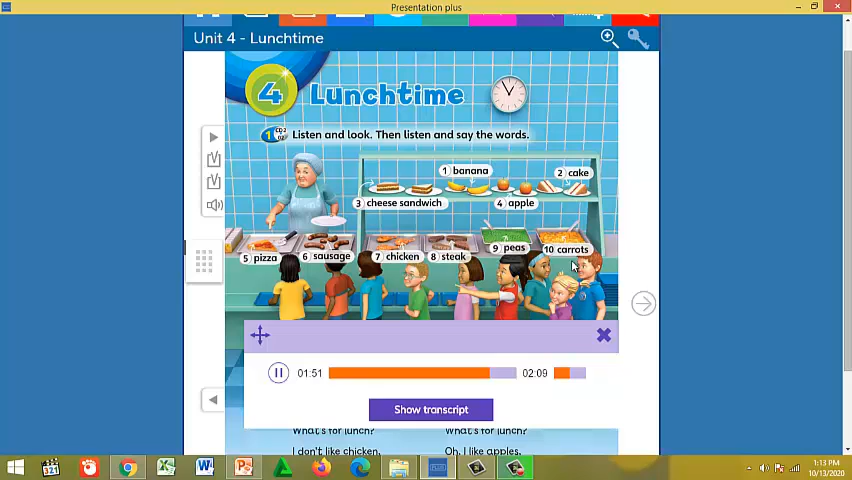 Presentation plus
Unit 4 - Lunchtime
4 Lunchtime
1 CD2 02 Listen and look. Then listen and say the words.
1 banana
2 cake
3 cheese sandwich
4 apple
5 pizza
6 sausage
7 chicken
8 steak
9 peas
10 carrots
01:51
02:09
Show transcript
What's for lunch?
What's for lunch?
I don't like chicken,
Oh, I like apples,
321
1:13 PM
10/13/2020